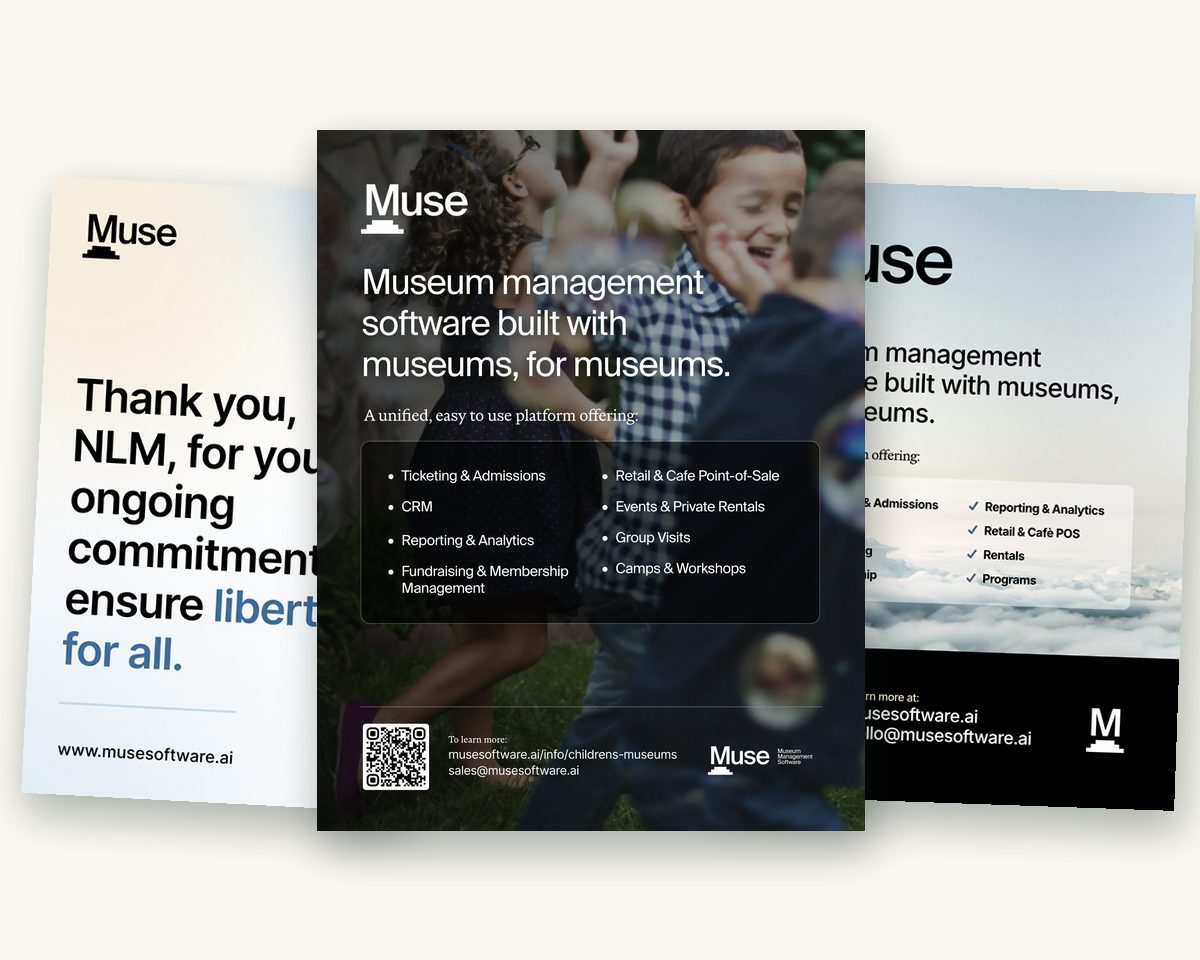 Muse
Thank you,
NLM, for you
ongoing
commitment
ensure libert
for all.
www.musesoftware.ai
Muse
Museum management
software built with
museums, for museums.
A unified, easy to use platform offering:
• Ticketing & Admissions
• CRM
• Reporting & Analytics
• Fundraising & Membership
Management
• Retail & Cafe Point-of-Sale
• Events & Private Rentals
• Group Visits
• Camps & Workshops
To learn more:
musesoftware.ai/info/childrens-museums
sales@musesoftware.ai
Muse
Museum
Management
Software
use
m management
e built with museums,
eums.
offering:
& Admissions
g
ip
✓ Reporting & Analytics
✓ Retail & Cafè POS
✓ Rentals
✓ Programs
rn more at:
usesoftware.ai
llo@musesoftware.ai
M